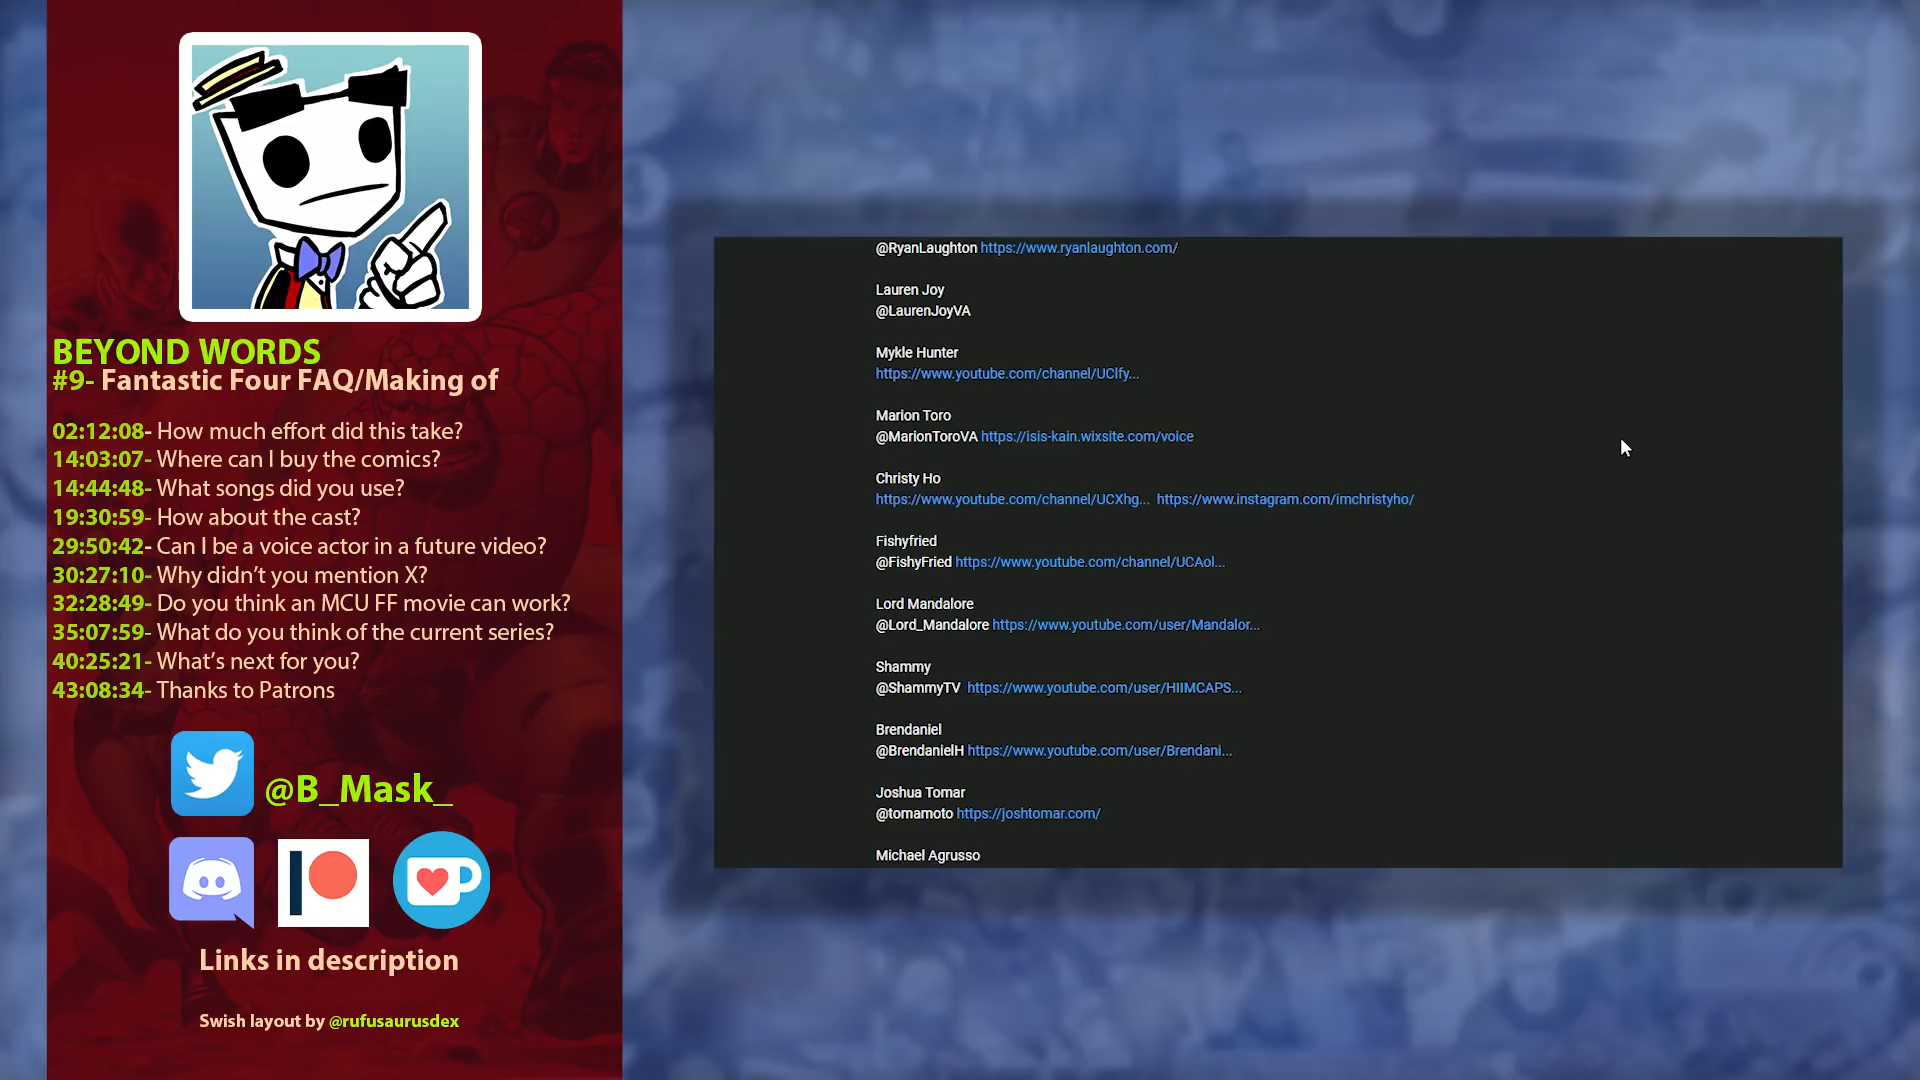 BEYOND WORDS
#9- Fantastic Four FAQ/Making of
02:12:08- How much effort did this take?
14:03:07- Where can I buy the comics?
14:44:48- What songs did you use?
19:30:59- How about the cast?
29:50:42- Can I be a voice actor in a future video?
30:27:10- Why didn't you mention X?
32:28:49- Do you think an MCU FF movie can work?
35:07:59- What do you think of the current series?
40:25:21- What's next for you?
43:08:34- Thanks to Patrons
@B_Mask_
Links in description
Swish layout by @rufusaurusdex
@RyanLaughton https://www.ryanlaughton.com/
Lauren Joy
@LaurenJoyVA
Mykle Hunter
https://www.youtube.com/channel/UClfy...
Marion Toro
@MarionToroVA https://isis-kain.wixsite.com/voice
Christy Ho
https://www.youtube.com/channel/UCXhg... https://www.instagram.com/imchristyho/
Fishyfried
@FishyFried https://www.youtube.com/channel/UCAol...
Lord Mandalore
@Lord_Mandalore https://www.youtube.com/user/Mandalor...
Shammy
@ShammyTV https://www.youtube.com/user/HIIMCAPS...
Brendaniel
@BrendanielH https://www.youtube.com/user/Brendani...
Joshua Tomar
@tomamoto https://joshtomar.com/
Michael Agrusso